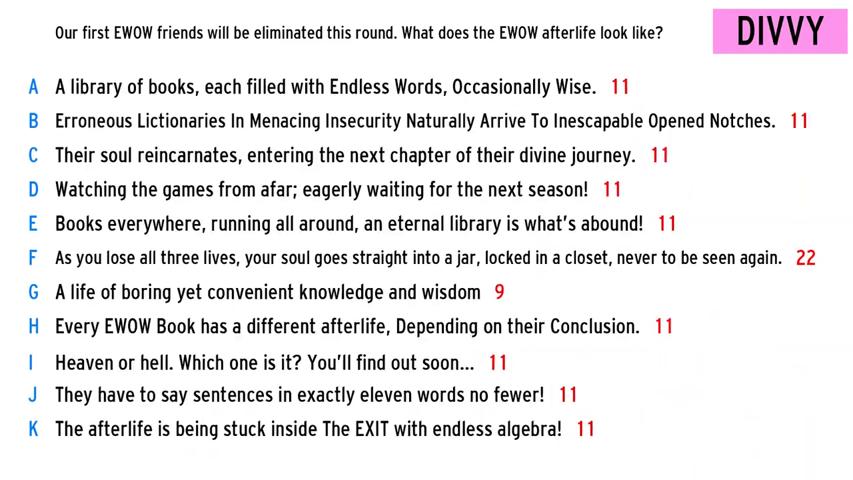 Our first EWOW friends will be eliminated this round. What does the EWOW afterlife look like?
DIVVY
A A library of books, each filled with Endless Words, Occasionally Wise. 11
B Erroneous Lictionaries In Menacing Insecurity Naturally Arrive To Inescapable Opened Notches. 11
C Their soul reincarnates, entering the next chapter of their divine journey. 11
D Watching the games from afar; eagerly waiting for the next season! 11
E Books everywhere, running all around, an eternal library is what's abound! 11
F As you lose all three lives, your soul goes straight into a jar, locked in a closet, never to be seen again. 22
G A life of boring yet convenient knowledge and wisdom 9
H Every EWOW Book has a different afterlife, Depending on their Conclusion. 11
I Heaven or hell. Which one is it? You'll find out soon... 11
J They have to say sentences in exactly eleven words no fewer! 11
K The afterlife is being stuck inside The EXIT with endless algebra! 11